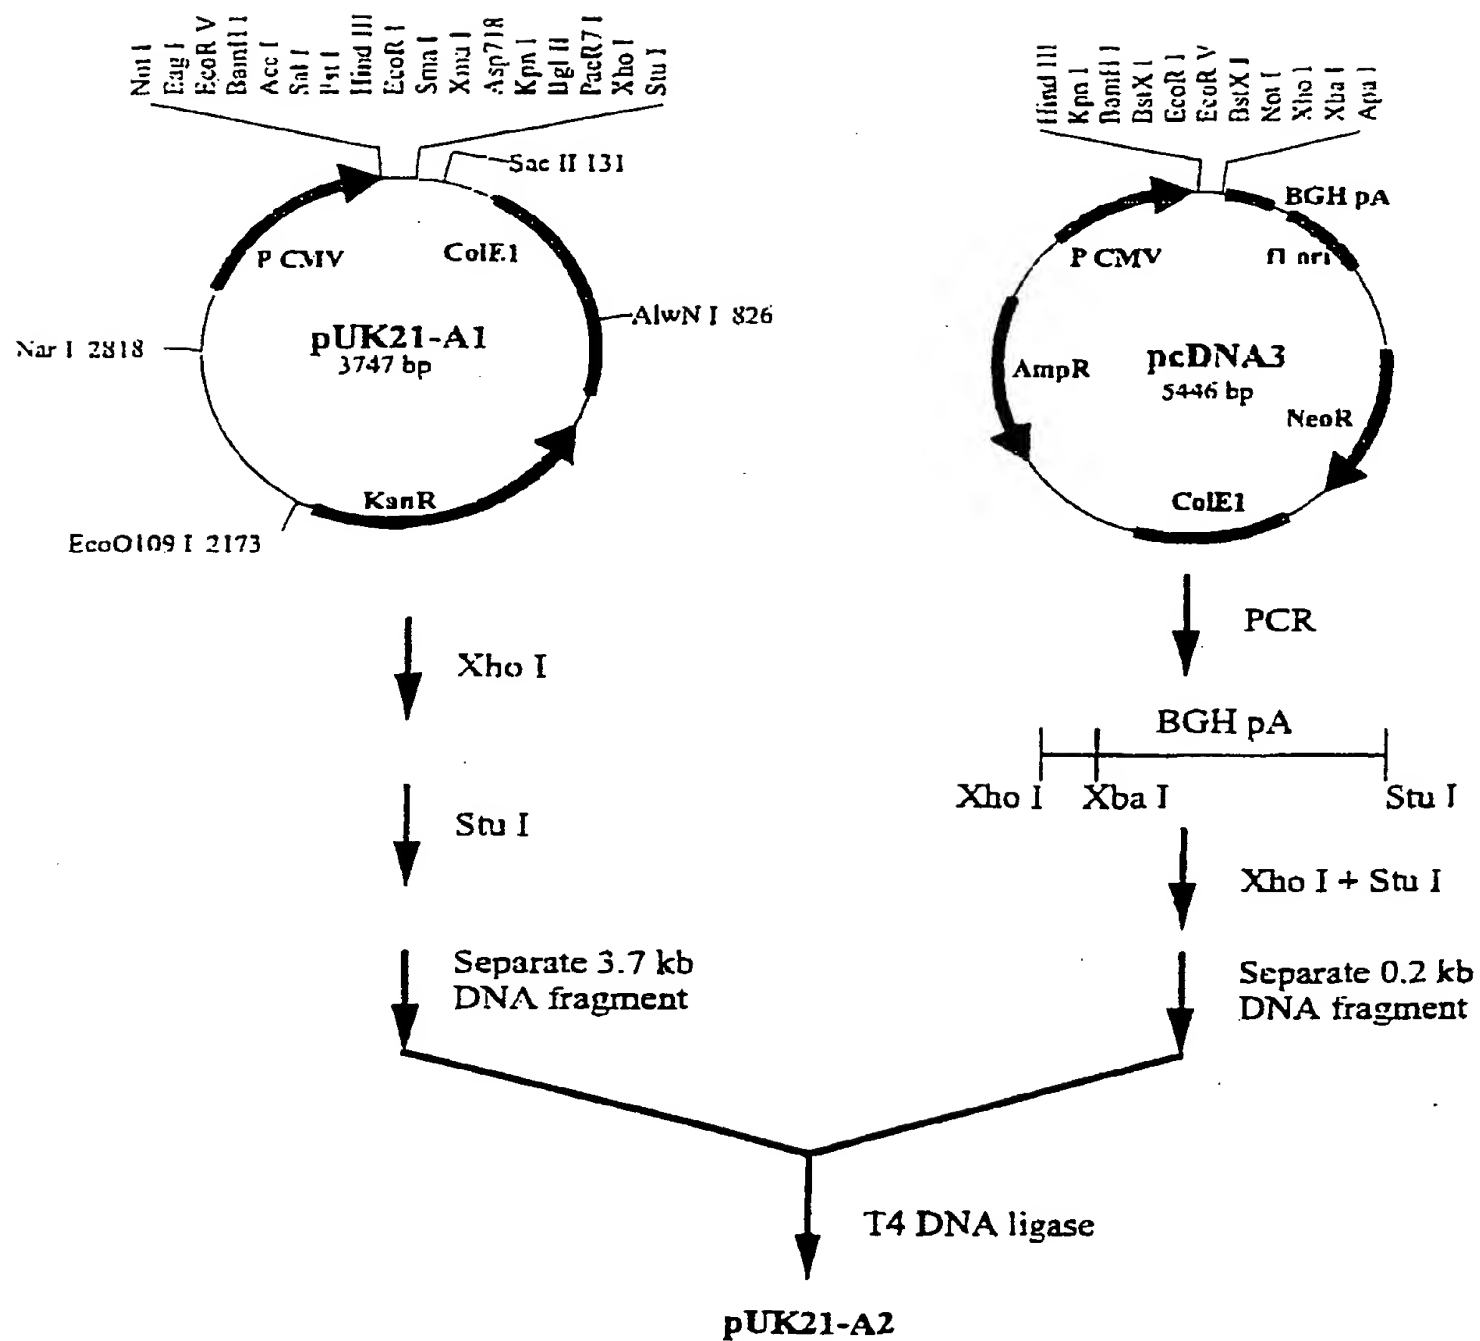 Not I
Eag I
EcoR V
BamH I
Acc I
Sal I
Pst I
Hind III
EcoR I
Sma I
Xma I
Asp718
Kpn I
Bgl II
PacR7 I
Xho I
Stu I
Sac II 131
P CMV
ColE1
AlwN I 826
pUK21-A1
3747 bp
Nar I 2818
KanR
EcoO109 I 2173
Hind III
Kpn I
BamH I
BstX I
EcoR I
EcoR V
BstX I
Not I
Xho I
Xba I
Apa I
BGH pA
P CMV
f1 ori
AmpR
pcDNA3
5446 bp
NeoR
ColE1
Xho I
Stu I
Separate 3.7 kb
DNA fragment
PCR
BGH pA
Xho I
Xba I
Stu I
Xho I + Stu I
Separate 0.2 kb
DNA fragment
T4 DNA ligase
pUK21-A2